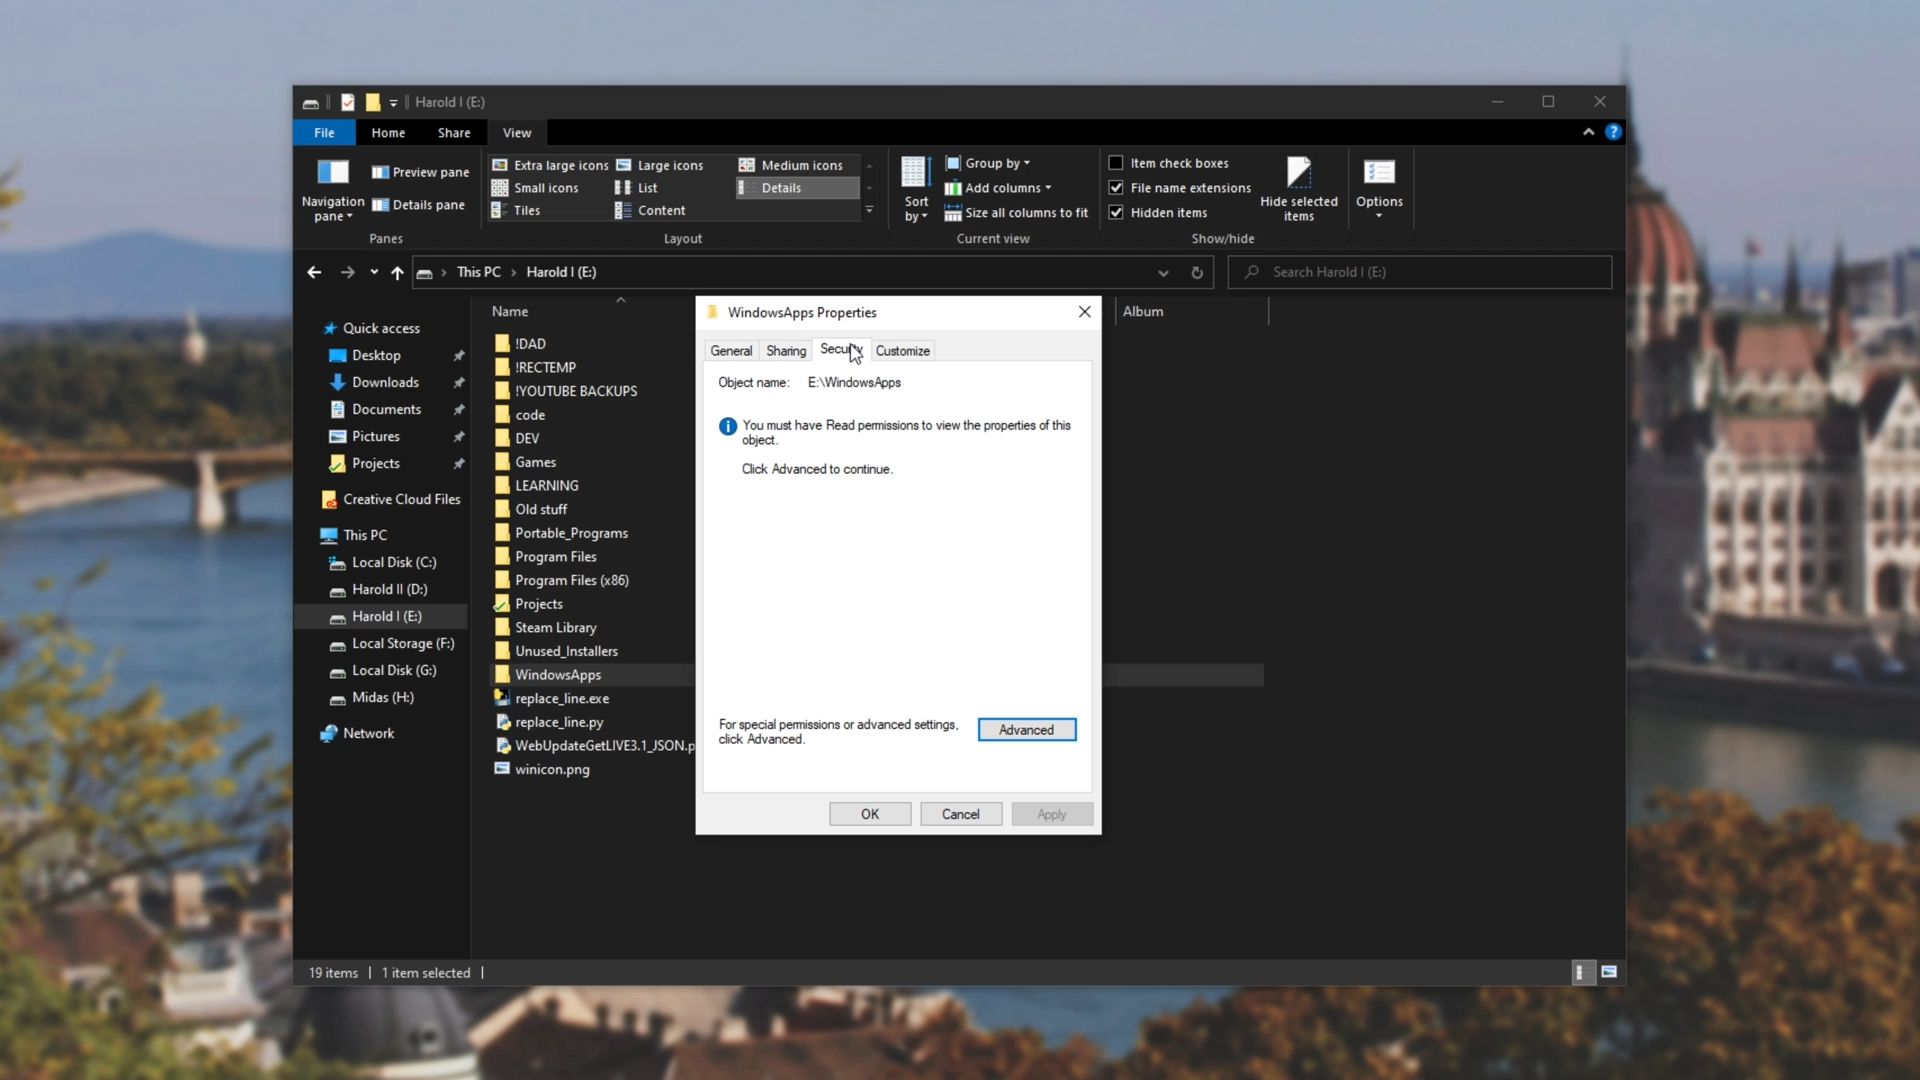 Harold I (E:)
File Home Share View
?
Navigation pane
Preview pane
Details pane
Panes
Extra large icons Large icons Medium icons
Small icons List Details
Tiles Content
Layout
Sort by
Group by
Add columns
Size all columns to fit
Current view
Item check boxes
File name extensions
Hidden items
Hide selected items
Show/hide
Options
This PC Harold I (E:)
Search Harold I (E:)
Quick access
Desktop
Downloads
Documents
Pictures
Projects
Creative Cloud Files
This PC
Local Disk (C:)
Harold II (D:)
Harold I (E:)
Local Storage (F:)
Local Disk (G:)
Midas (H:)
Network
Name Album
!DAD
!RECTEMP
!YOUTUBE BACKUPS
code
DEV
Games
LEARNING
Old stuff
Portable_Programs
Program Files
Program Files (x86)
Projects
Steam Library
Unused_Installers
WindowsApps
replace_line.exe
replace_line.py
WebUpdateGetLIVE3.1_JSON.p
winicon.png
WindowsApps Properties
General Sharing Security Customize
Object name: E:\WindowsApps
You must have Read permissions to view the properties of this
object.
Click Advanced to continue.
For special permissions or advanced settings,
click Advanced.
Advanced
OK Cancel Apply
19 items 1 item selected